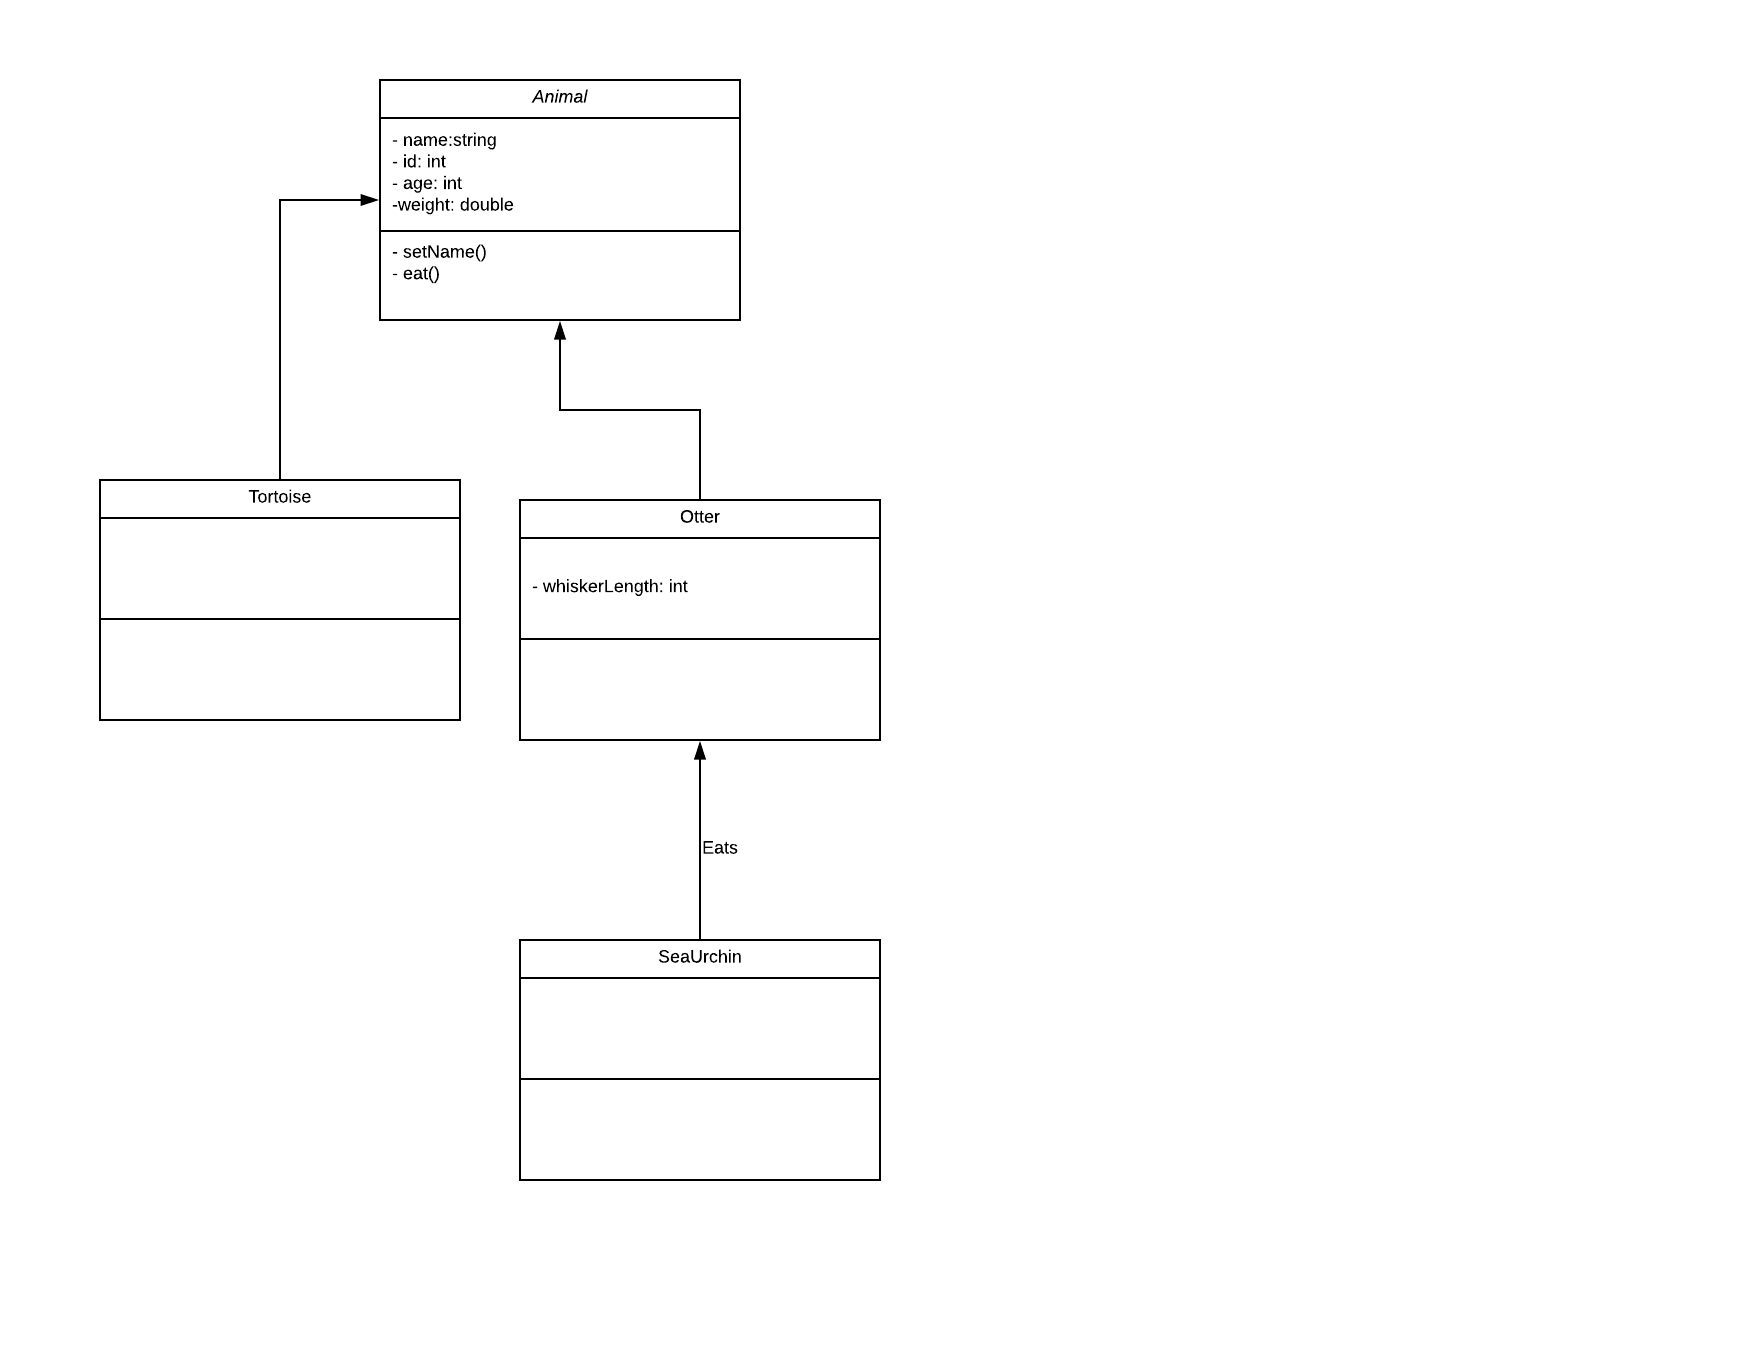 Animal
- name:string
- id: int
- age: int
-weight: double
- setName()
- eat()
Tortoise
Otter
- whiskerLength: int
Eats
SeaUrchin